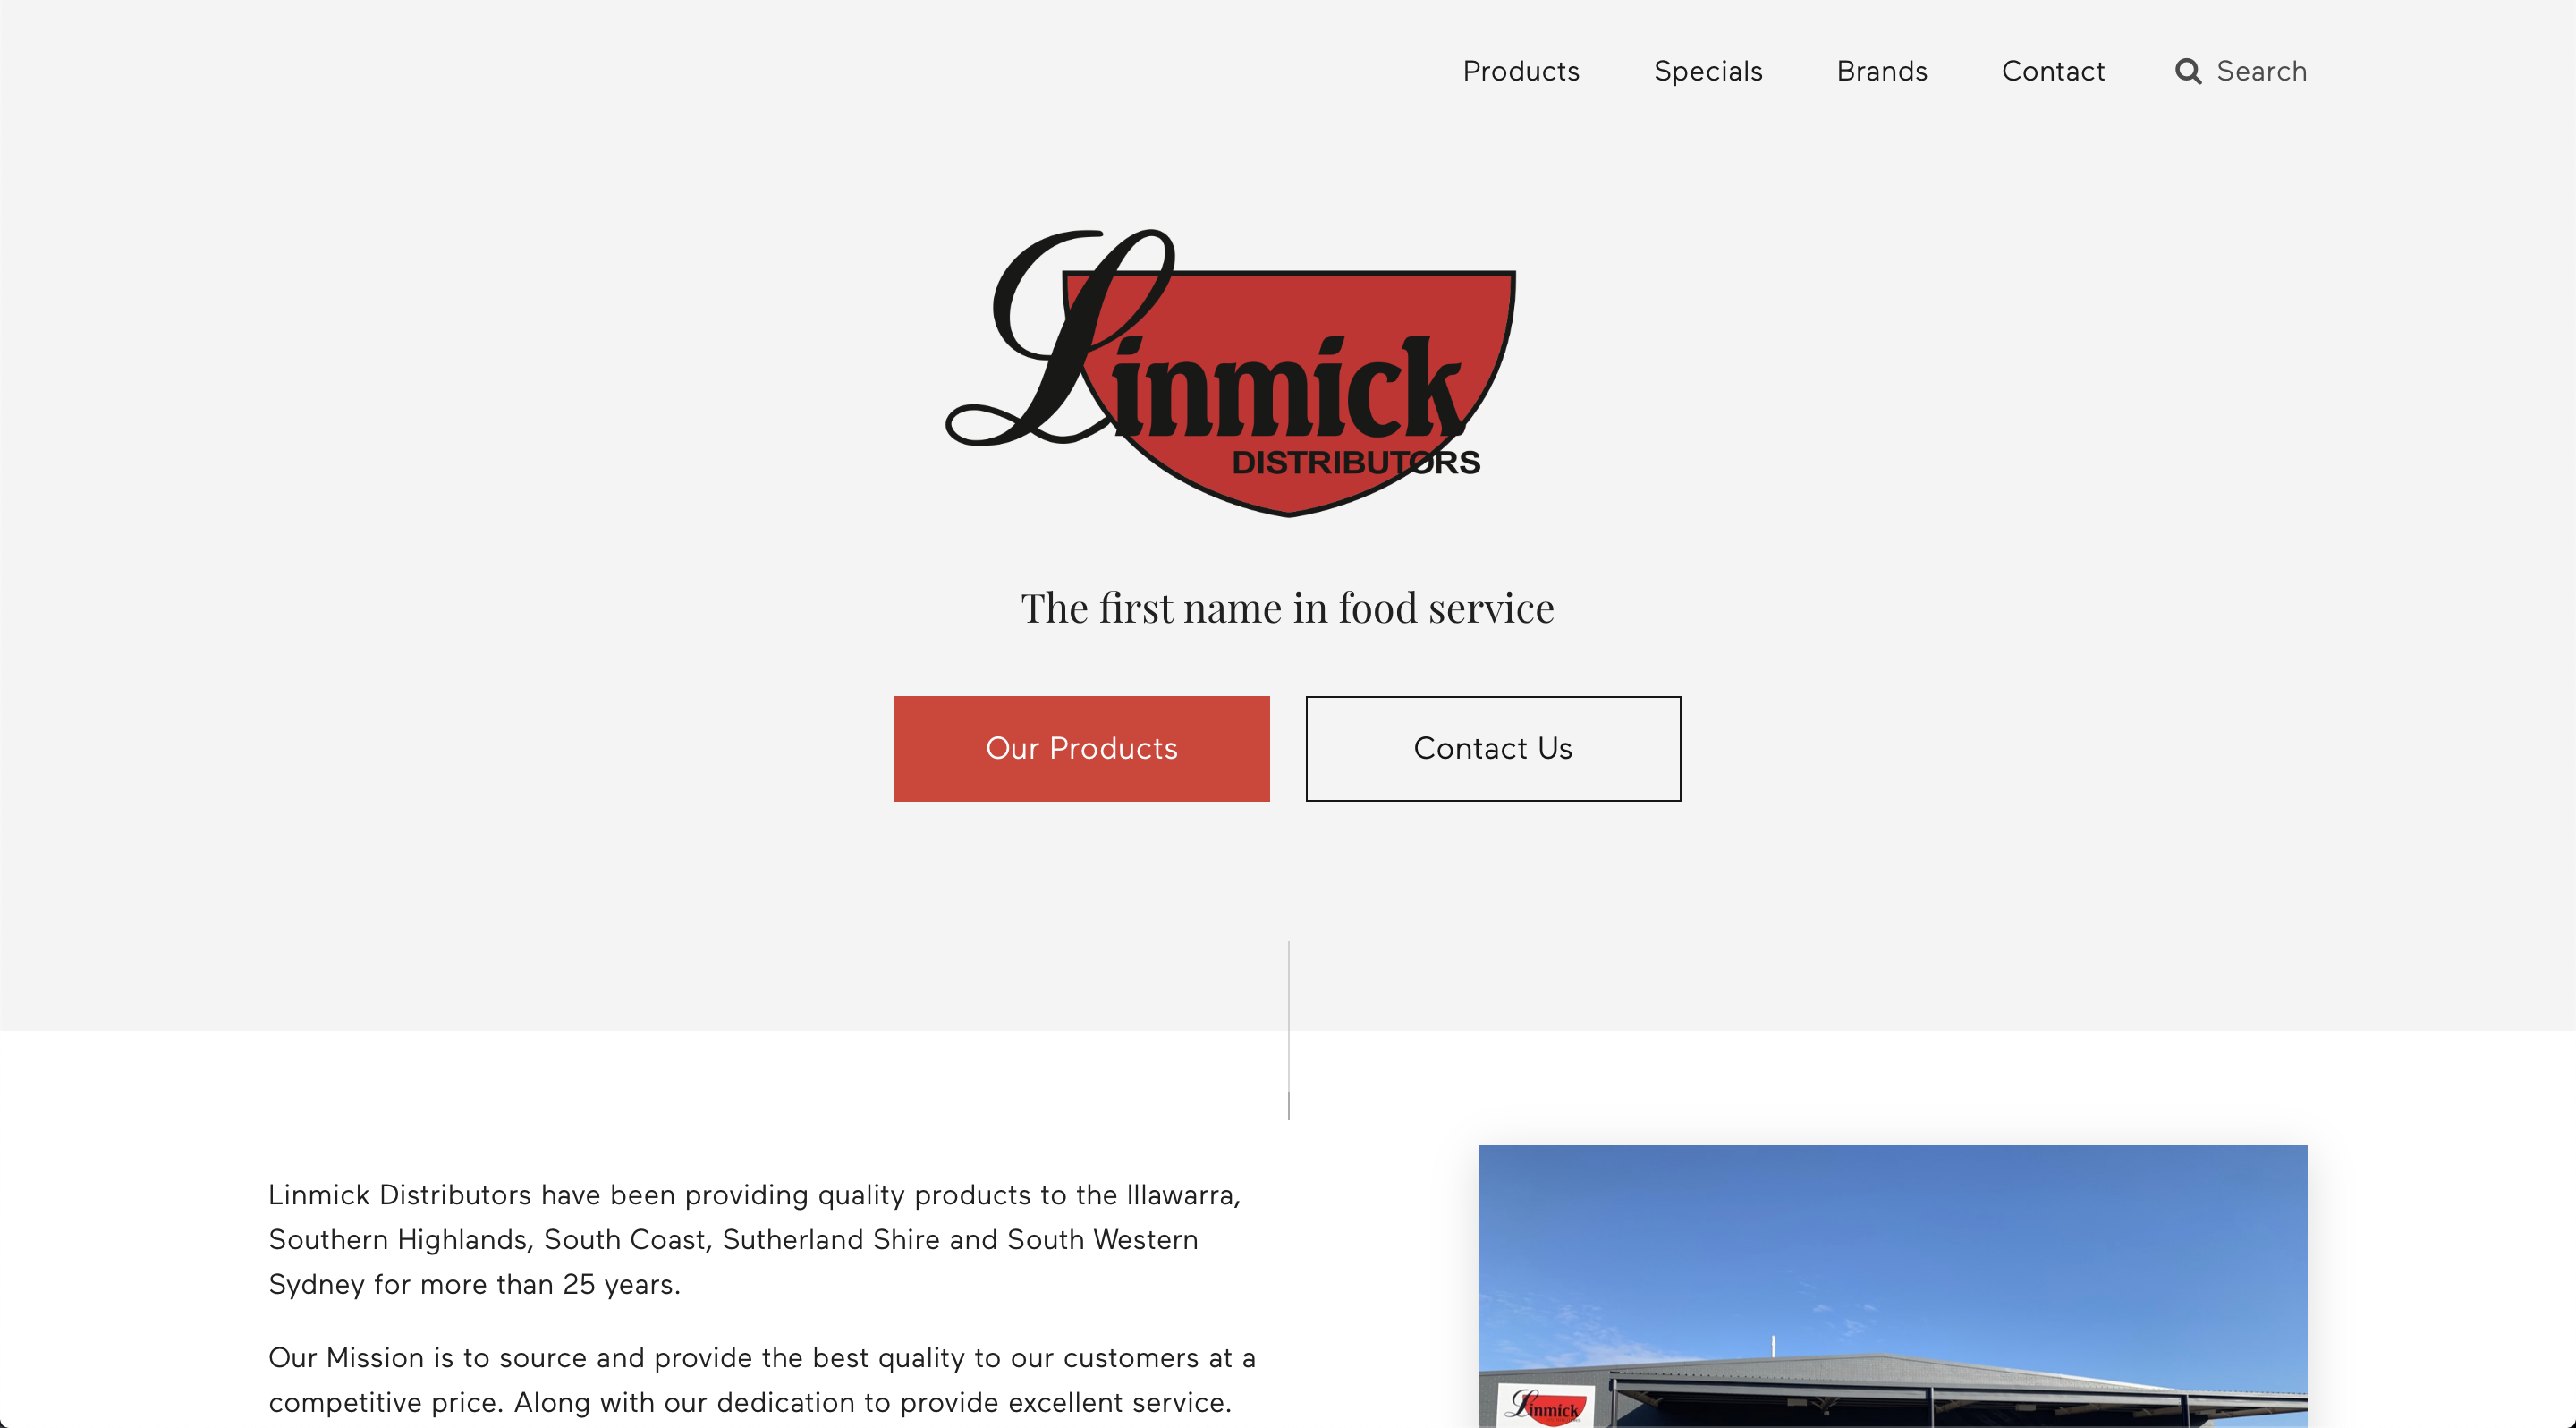 Products Specials Brands Contact Search
Linmick
DISTRIBUTORS
The first name in food service
Our Products Contact Us
Linmick Distributors have been providing quality products to the Illawarra,
Southern Highlands, South Coast, Sutherland Shire and South Western
Sydney for more than 25 years.
Our Mission is to source and provide the best quality to our customers at a
competitive price. Along with our dedication to provide excellent service.
Linmick